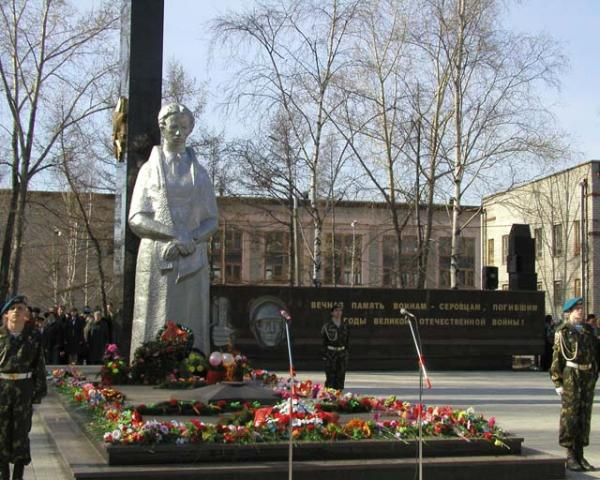 ВЕЧНАЯ ПАМЯТЬ ВОИНАМ - СЕРОВЦАМ, ПОГИБШИМ
ГОДЫ ВЕЛИКОЙ ОТЕЧЕСТВЕННОЙ ВОЙНЫ!